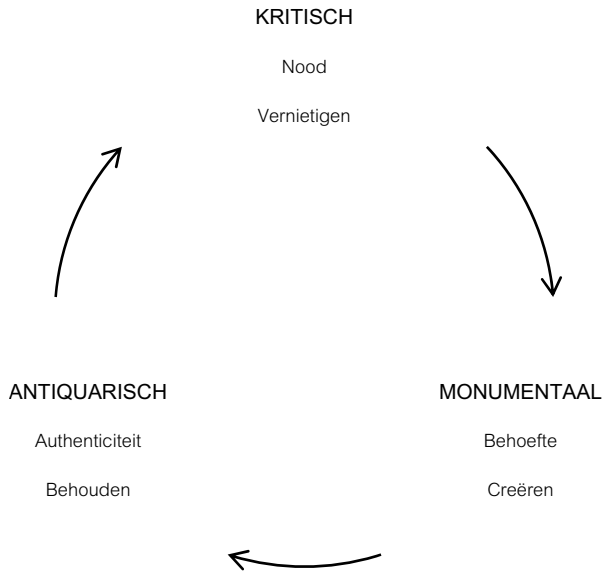 KRITISCH
Nood
Vernietigen
ANTIQUARISCH
Authenticiteit
Behouden
MONUMENTAAL
Behoefte
Creëren